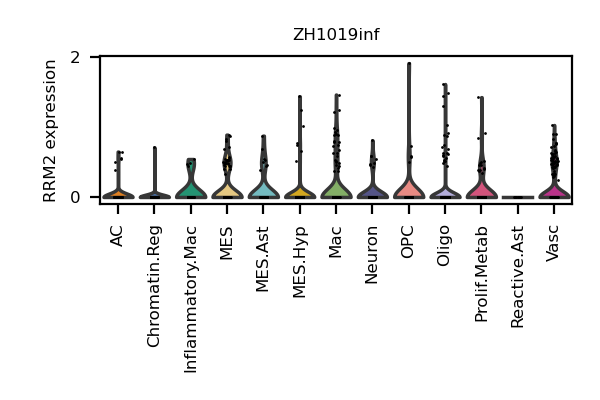 ZH1019inf
RRM2 expression
2
0
AC
Chromatin.Reg
Inflammatory.Mac
MES
MES.Ast
MES.Hyp
Mac
Neuron
OPC
Oligo
Prolif.Metab
Reactive.Ast
Vasc